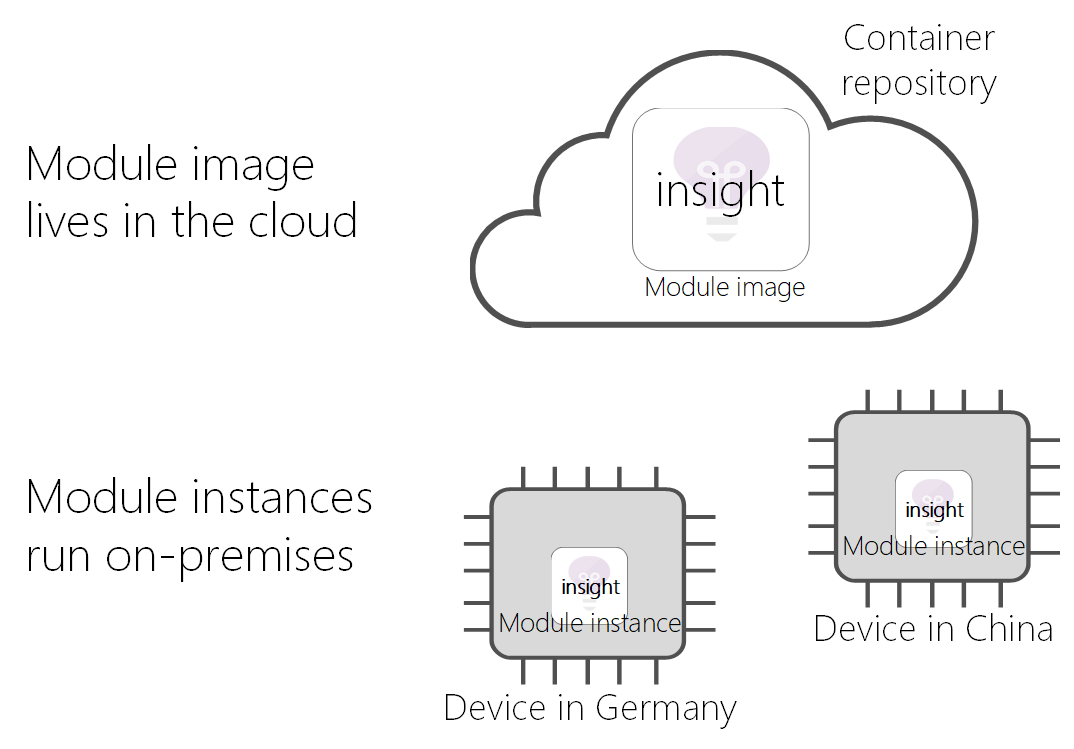 Container
repository
Module image
lives in the cloud
insight
Module image
Module instances
run on-premises
insight
Module instance
Device in China
insight
Module instance
Device in Germany